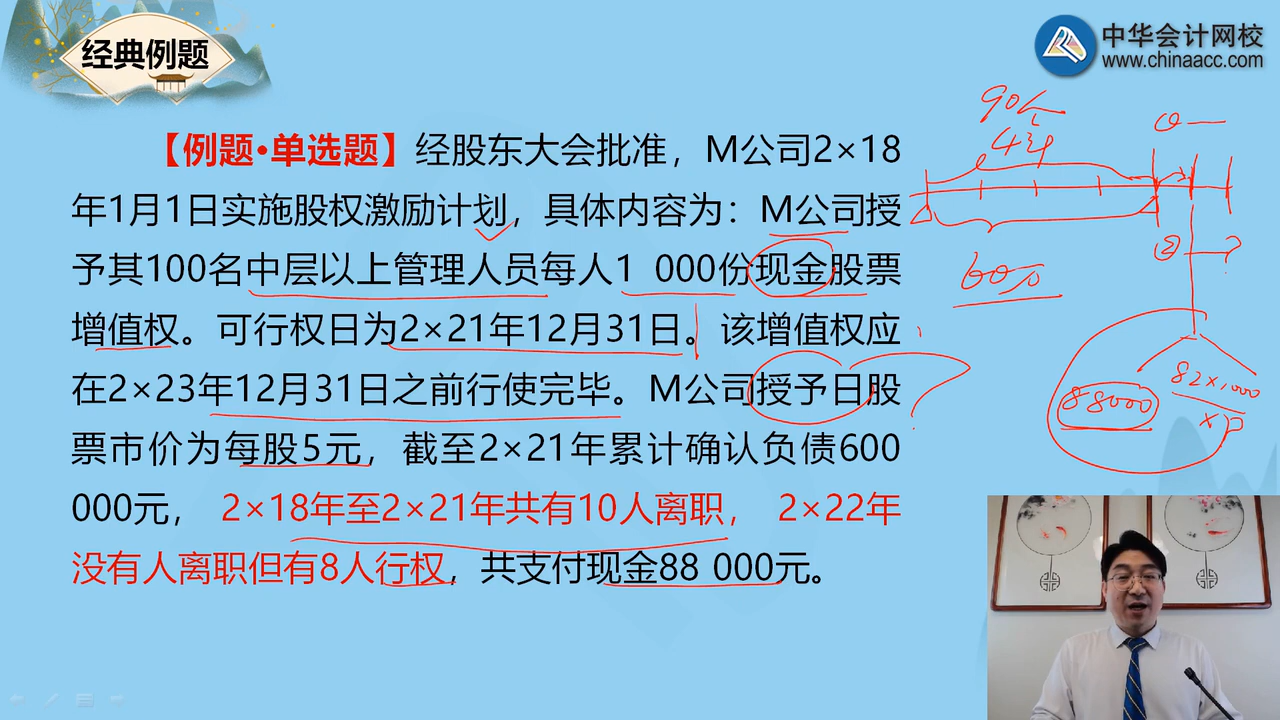 经典例题
中华会计网校
www.chinaacc.com
【例题·单选题】经股东大会批准，M公司2×18
年1月1日实施股权激励计划，具体内容为：M公司授
予其100名中层以上管理人员每人1 000份现金股票
增值权。可行权日为2×21年12月31日。该增值权应
在2×23年12月31日之前行使完毕。M公司授予日股
票市价为每股5元，截至2×21年累计确认负债600
000元， 2×18年至2×21年共有10人离职， 2×22年
没有人离职但有8人行权，共支付现金88 000元。
90个
4年
①
②
?
60万
?
88000
82×1000
×P